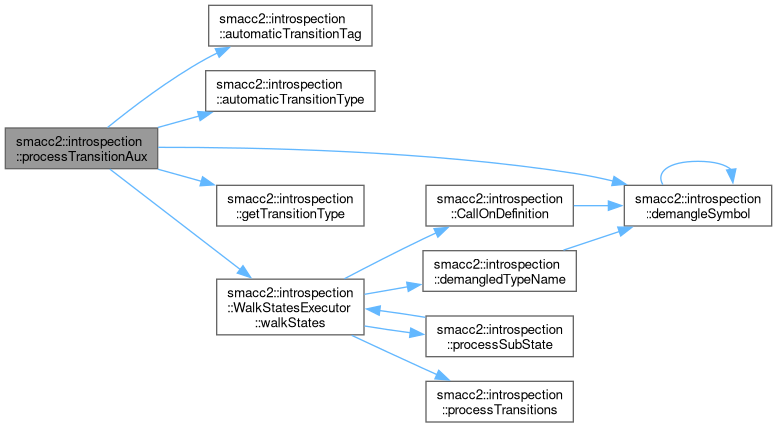 smacc2::introspection
::processTransitionAux
smacc2::introspection
::automaticTransitionTag
smacc2::introspection
::automaticTransitionType
smacc2::introspection
::getTransitionType
smacc2::introspection
::WalkStatesExecutor
::walkStates
smacc2::introspection
::CallOnDefinition
smacc2::introspection
::demangledTypeName
smacc2::introspection
::processSubState
smacc2::introspection
::processTransitions
smacc2::introspection
::demangleSymbol